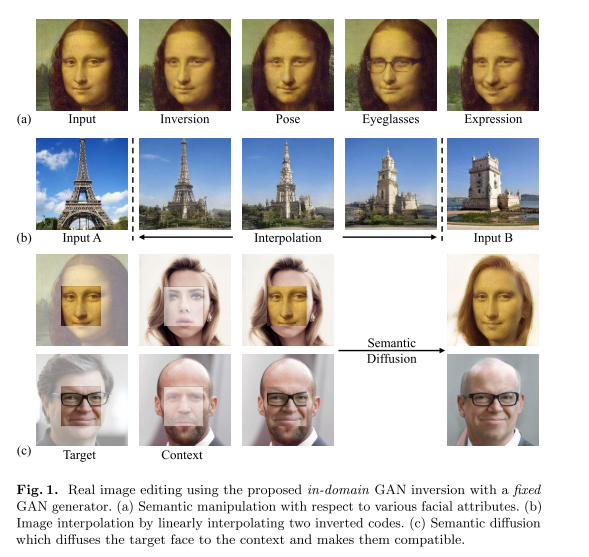 (a) Input Inversion Pose Eyeglasses Expression
(b) Input A Interpolation Input B
Semantic
Diffusion
(c) Target Context
Fig. 1. Real image editing using the proposed in-domain GAN inversion with a fixed
GAN generator. (a) Semantic manipulation with respect to various facial attributes. (b)
Image interpolation by linearly interpolating two inverted codes. (c) Semantic diffusion
which diffuses the target face to the context and makes them compatible.